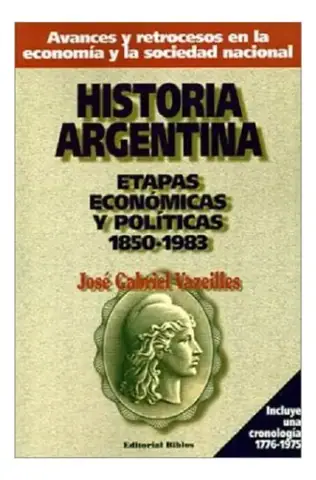 Avances y retrocesos en la
economía y la sociedad nacional
HISTORIA
ARGENTINA
ETAPAS
ECONÓMICAS
Y POLÍTICAS
1850-1983
José Gabriel Vazeilles
Incluye
una
cronología
1776-1975
Editorial Biblos